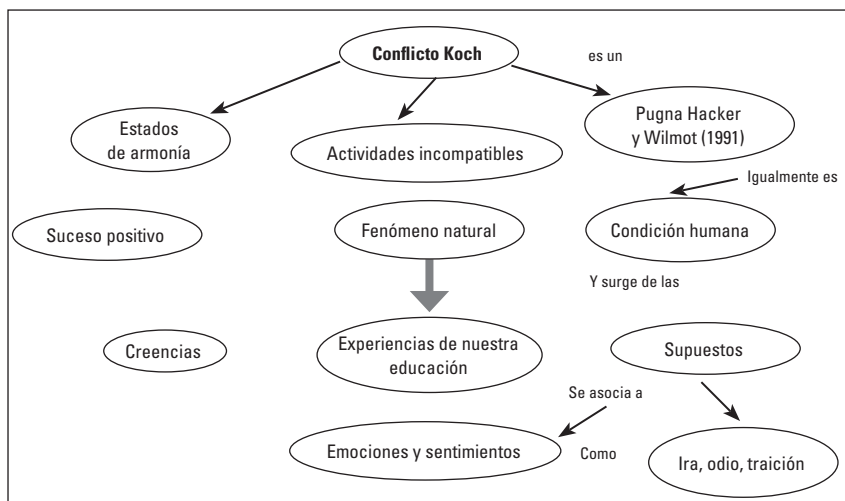 Conflicto Koch
es un
Estados
de armonía
Actividades incompatibles
Pugna Hacker
y Wilmot (1991)
Igualmente es
Suceso positivo
Fenómeno natural
Condición humana
Y surge de las
Creencias
Experiencias de nuestra
educación
Supuestos
Se asocia a
Emociones y sentimientos
Como
Ira, odio, traición